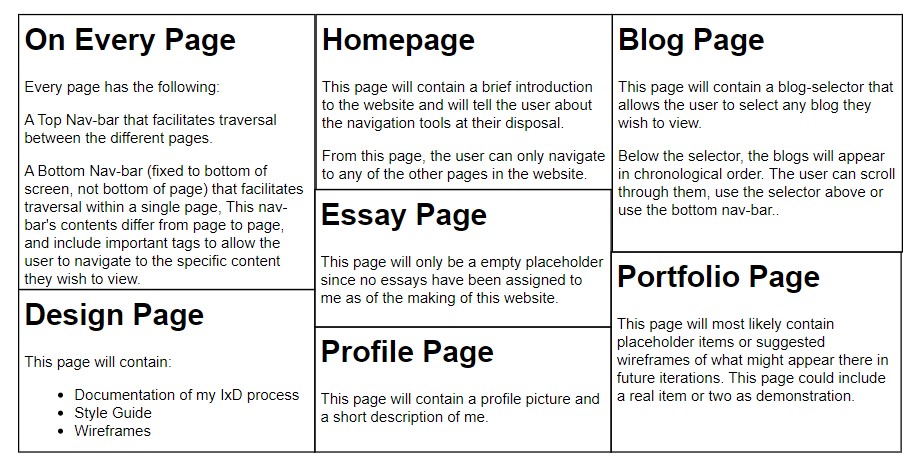 On Every Page
Every page has the following:
A Top Nav-bar that facilitates traversal
between the different pages.
A Bottom Nav-bar (fixed to bottom of
screen, not bottom of page) that facilitates
traversal within a single page, This nav-
bar's contents differ from page to page,
and include important tags to allow the
user to navigate to the specific content
they wish to view.
Design Page
This page will contain:
• Documentation of my IxD process
• Style Guide
• Wireframes
Homepage
This page will contain a brief introduction
to the website and will tell the user about
the navigation tools at their disposal.
From this page, the user can only navigate
to any of the other pages in the website.
Essay Page
This page will only be a empty placeholder
since no essays have been assigned to
me as of the making of this website.
Profile Page
This page will contain a profile picture and
a short description of me.
Blog Page
This page will contain a blog-selector that
allows the user to select any blog they
wish to view.
Below the selector, the blogs will appear
in chronological order. The user can scroll
through them, use the selector above or
use the bottom nav-bar..
Portfolio Page
This page will most likely contain
placeholder items or suggested
wireframes of what might appear there in
future iterations. This page could include
a real item or two as demonstration.